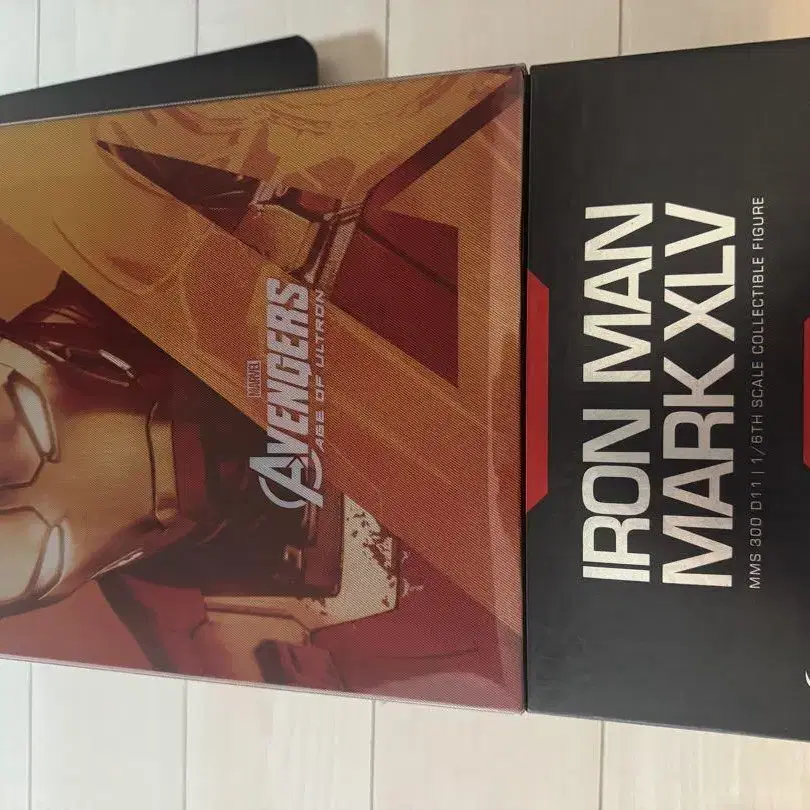 MARVEL
AVENGERS
AGE OF ULTRON
IRON MAN
MARK XLV
MMS 300 D11 | 1/6TH SCALE COLLECTIBLE FIGURE